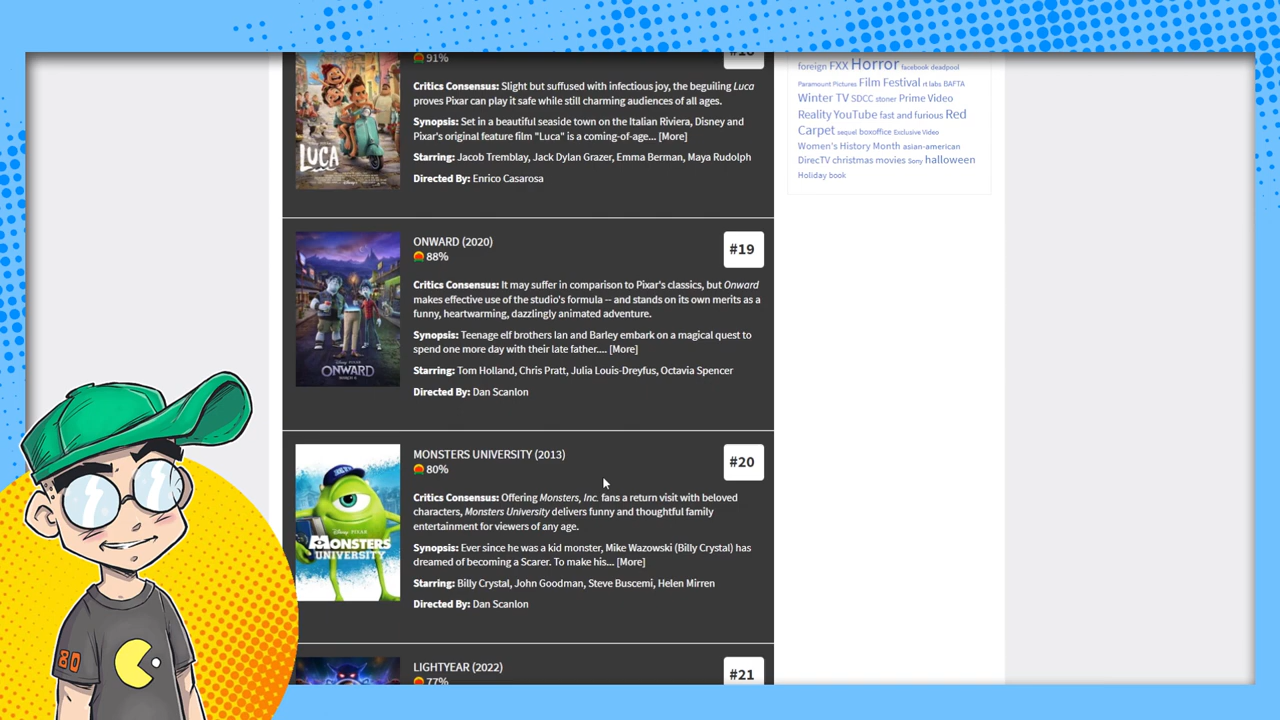 91%
Critics Consensus: Slight but suffused with infectious joy, the beguiling Luca
proves Pixar can play it safe while still charming audiences of all ages.
Synopsis: Set in a beautiful seaside town on the Italian Riviera, Disney and
Pixar's original feature film "Luca" is a coming-of-age... [More]
Starring: Jacob Tremblay, Jack Dylan Grazer, Emma Berman, Maya Rudolph
Directed By: Enrico Casarosa
LUCA
ONWARD (2020)
88%
#19
Critics Consensus: It may suffer in comparison to Pixar's classics, but Onward
makes effective use of the studio's formula -- and stands on its own merits as a
funny, heartwarming, dazzlingly animated adventure.
Synopsis: Teenage elf brothers Ian and Barley embark on a magical quest to
spend one more day with their late father.... [More]
Starring: Tom Holland, Chris Pratt, Julia Louis-Dreyfus, Octavia Spencer
Directed By: Dan Scanlon
ONWARD
MONSTERS UNIVERSITY (2013)
80%
#20
Critics Consensus: Offering Monsters, Inc. fans a return visit with beloved
characters, Monsters University delivers funny and thoughtful family
entertainment for viewers of any age.
Synopsis: Ever since he was a kid monster, Mike Wazowski (Billy Crystal) has
dreamed of becoming a Scarer. To make his... [More]
Starring: Billy Crystal, John Goodman, Steve Buscemi, Helen Mirren
Directed By: Dan Scanlon
DISNEY PIXAR
MONSTERS
UNIVERSITY
LIGHTYEAR (2022)
77%
#21
foreign FXX Horror facebook deadpool
Paramount Pictures Film Festival rt labs BAFTA
Winter TV SDCC stoner Prime Video
Reality YouTube fast and furious Red
Carpet sequel boxoffice Exclusive Video
Women's History Month asian-american
DirecTV christmas movies Sony halloween
Holiday book
80